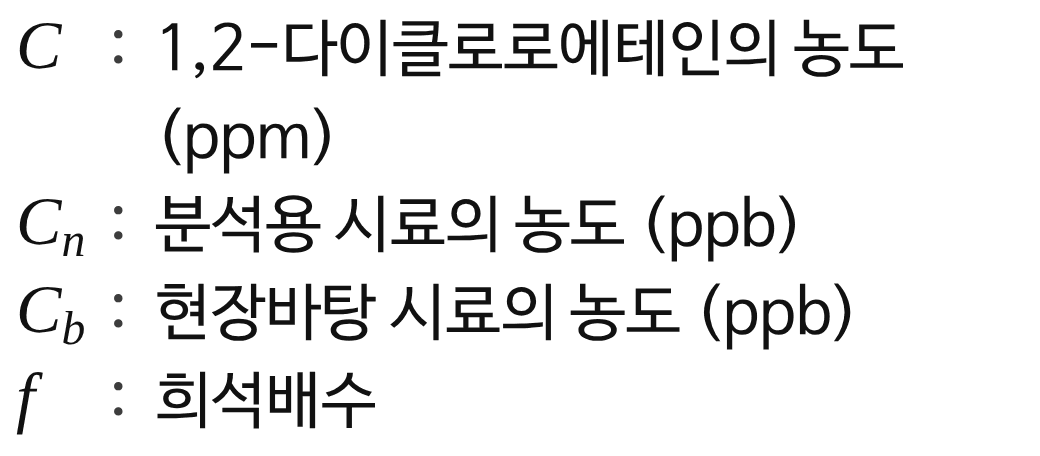 C : 1,2-다이클로로에테인의 농도
(ppm)
Cn : 분석용 시료의 농도 (ppb)
Cb : 현장바탕 시료의 농도 (ppb)
f : 희석배수